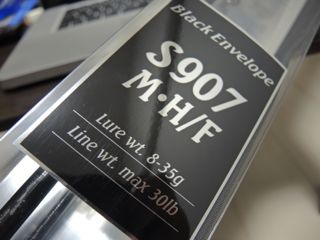 Black Envelope
S907
M·H/F
Lure wt. 8-35g
Line wt. max 30lb